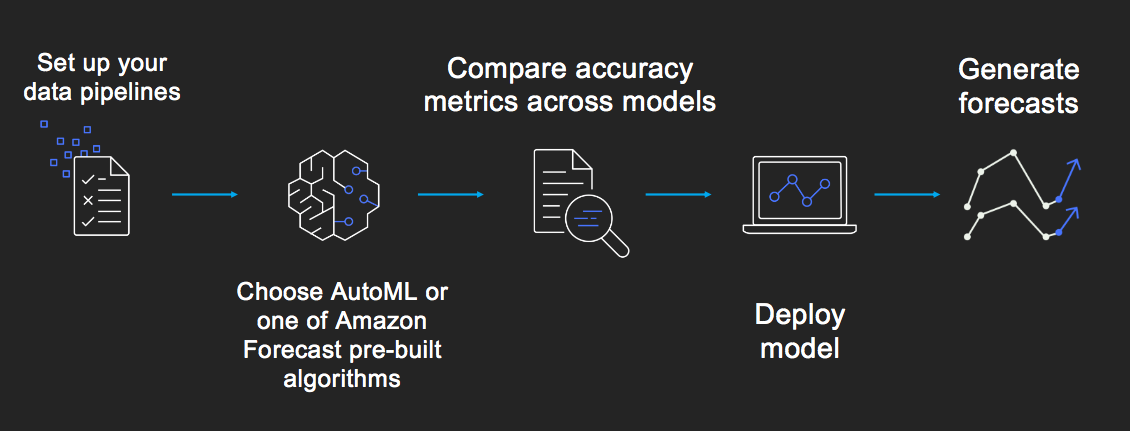 Set up your
data pipelines
Choose AutoML or
one of Amazon
Forecast pre-built
algorithms
Compare accuracy
metrics across models
Deploy
model
Generate
forecasts